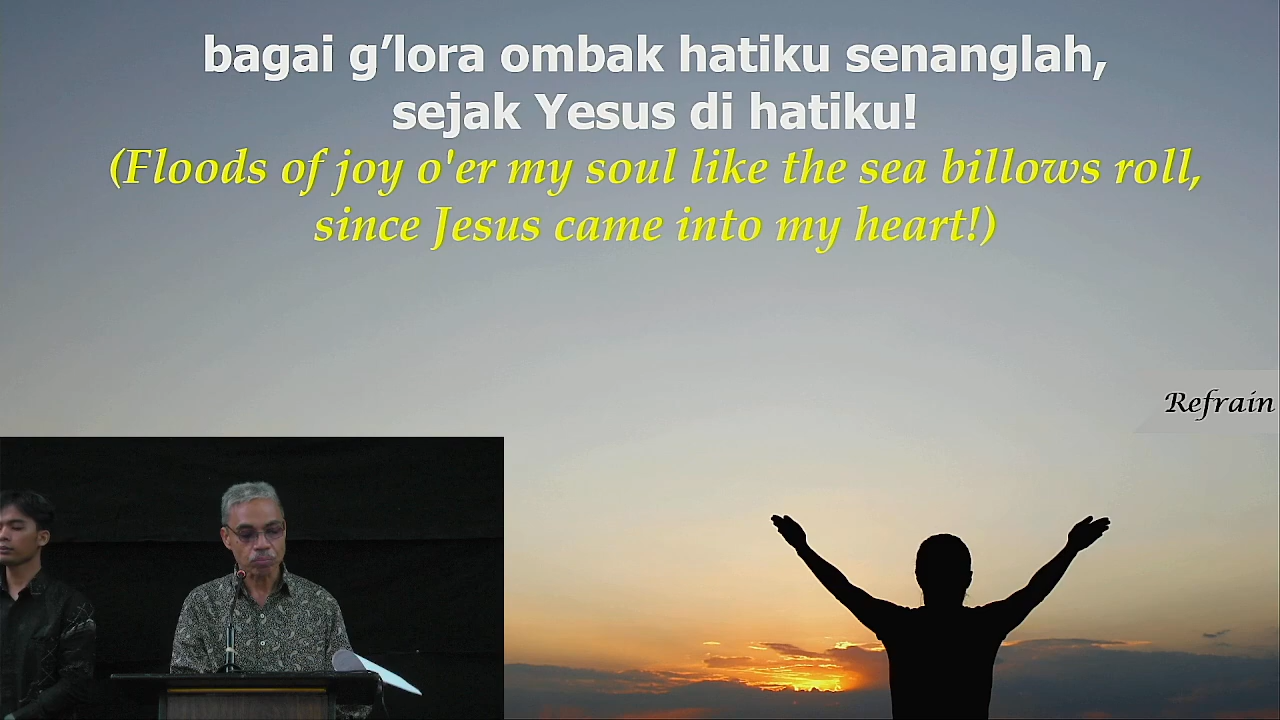 bagai g’lora ombak hatiku senanglah,
sejak Yesus di hatiku!
(Floods of joy o'er my soul like the sea billows roll,
since Jesus came into my heart!)
Refrain